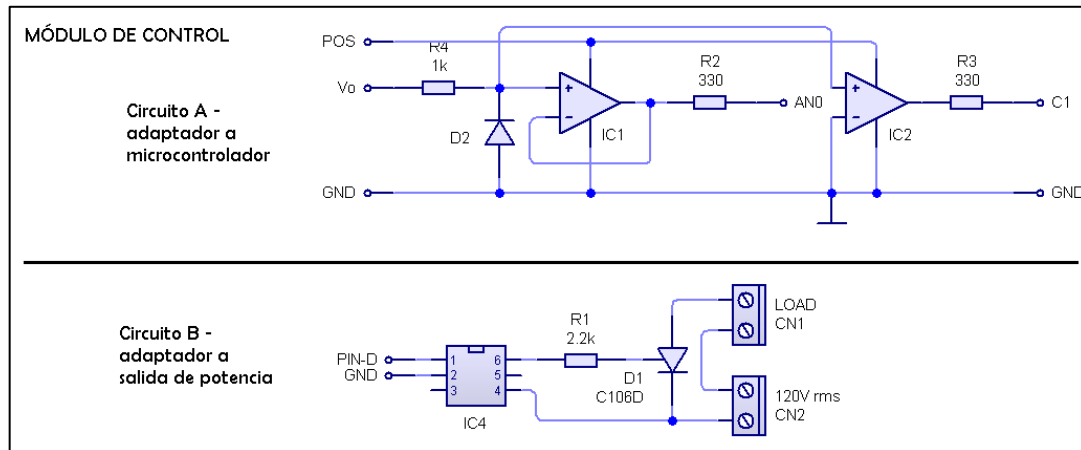 MÓDULO DE CONTROL
POS
R4
1k
Vo
Circuito A -
adaptador a
microcontrolador
D2
GND
+
-
IC1
R2
330
AN0
+
-
IC2
R3
330
C1
GND
Circuito B -
adaptador a
salida de potencia
PIN-D
GND
1
2
3
6
5
4
IC4
R1
2.2k
D1
C106D
LOAD
CN1
120V rms
CN2